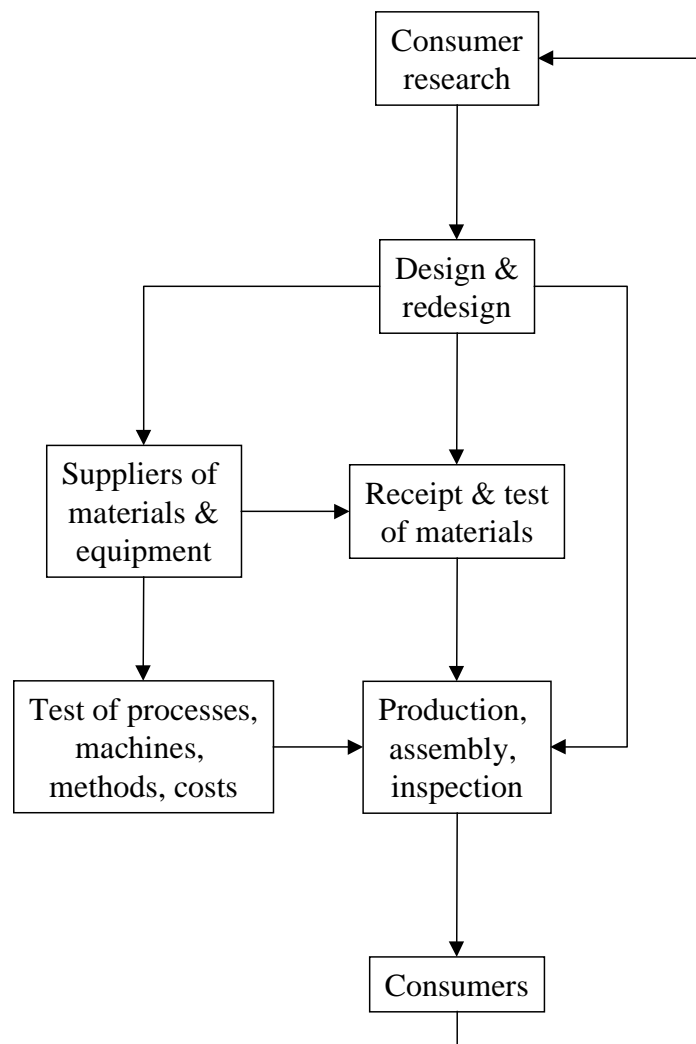 Consumer
research
Design &
redesign
Suppliers of
materials &
equipment
Receipt & test
of materials
Test of processes,
machines,
methods, costs
Production,
assembly,
inspection
Consumers